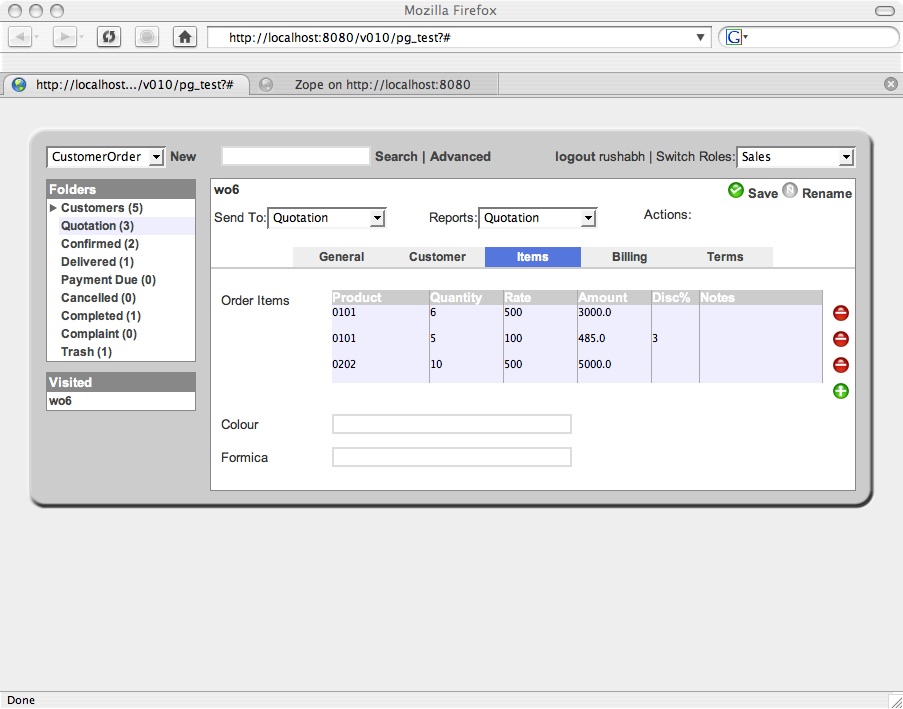 Mozilla Firefox
http://localhost:8080/v010/pg_test?#
G
http://localhost.../v010/pg_test?#
Zope on http://localhost:8080
CustomerOrder New Search | Advanced logout rushabh | Switch Roles: Sales
Folders
Customers (5)
Quotation (3)
Confirmed (2)
Delivered (1)
Payment Due (0)
Cancelled (0)
Completed (1)
Complaint (0)
Trash (1)
Visited
wo6
wo6 Save Rename
Send To: Quotation Reports: Quotation Actions:
General Customer Items Billing Terms
Order Items
Product Quantity Rate Amount Disc% Notes
0101 6 500 3000.0
0101 5 100 485.0 3
0202 10 500 5000.0
Colour
Formica
Done